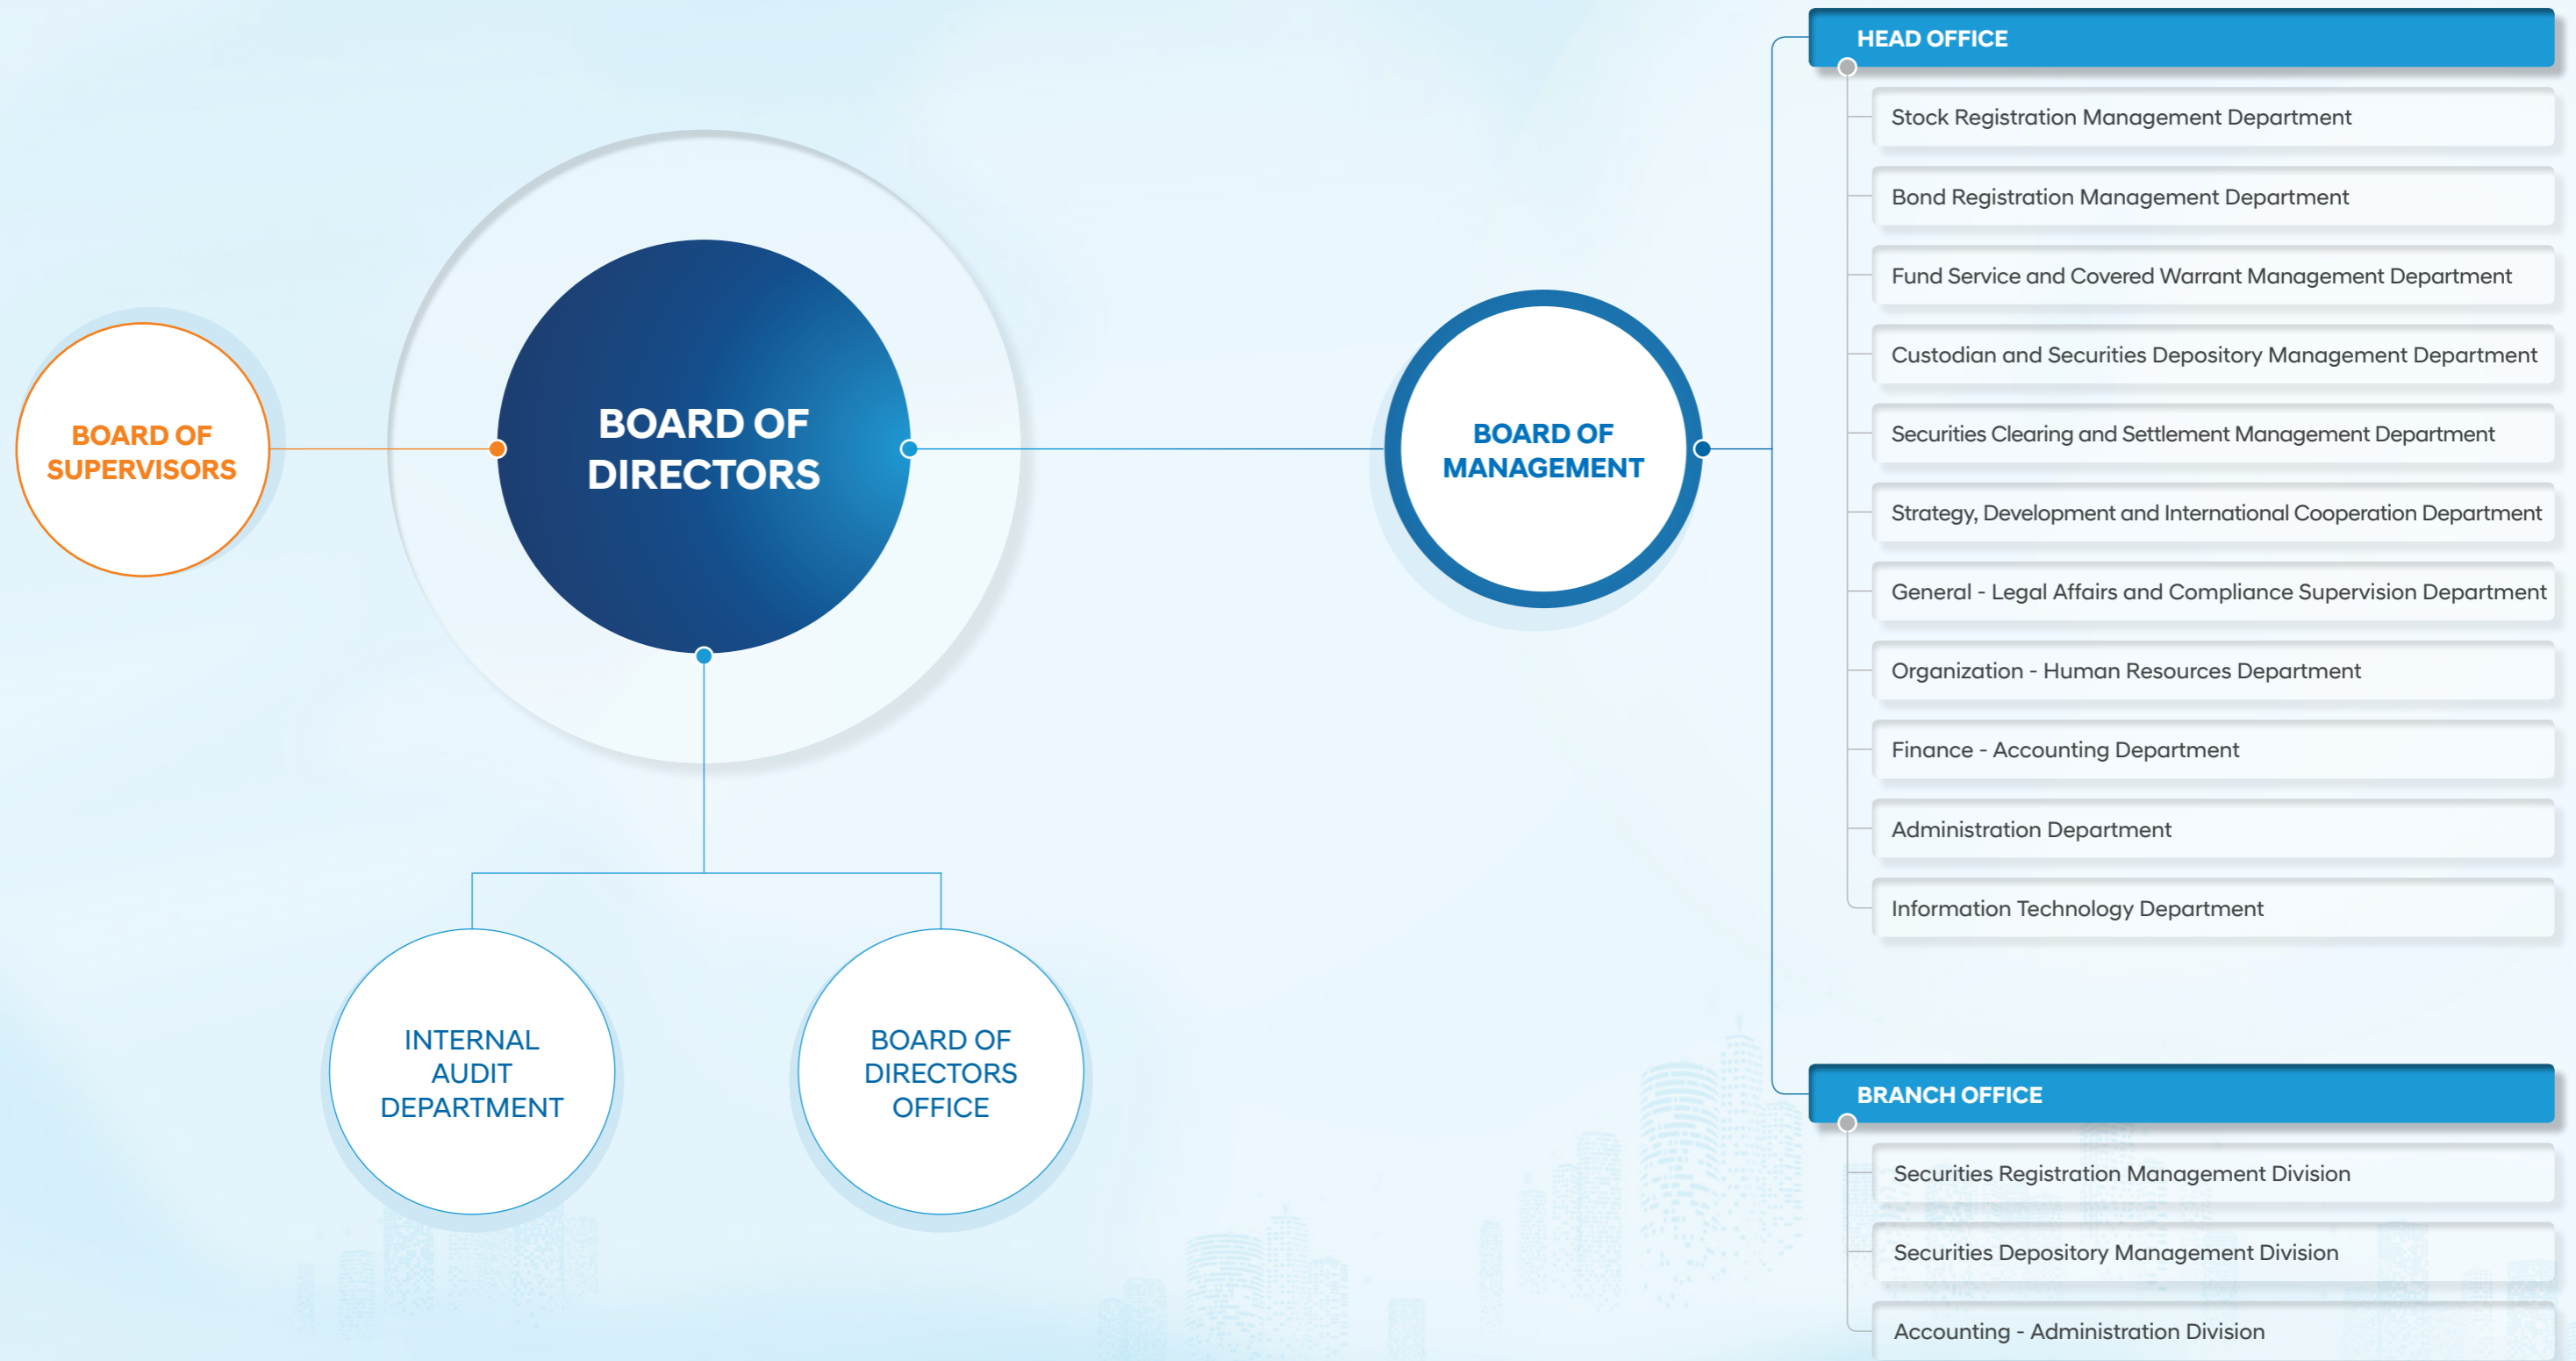 BOARD OF
SUPERVISORS
BOARD OF
DIRECTORS
INTERNAL
AUDIT
DEPARTMENT
BOARD OF
DIRECTORS
OFFICE
BOARD OF
MANAGEMENT
HEAD OFFICE
Stock Registration Management Department
Bond Registration Management Department
Fund Service and Covered Warrant Management Department
Custodian and Securities Depository Management Department
Securities Clearing and Settlement Management Department
Strategy, Development and International Cooperation Department
General - Legal Affairs and Compliance Supervision Department
Organization - Human Resources Department
Finance - Accounting Department
Administration Department
Information Technology Department
BRANCH OFFICE
Securities Registration Management Division
Securities Depository Management Division
Accounting - Administration Division